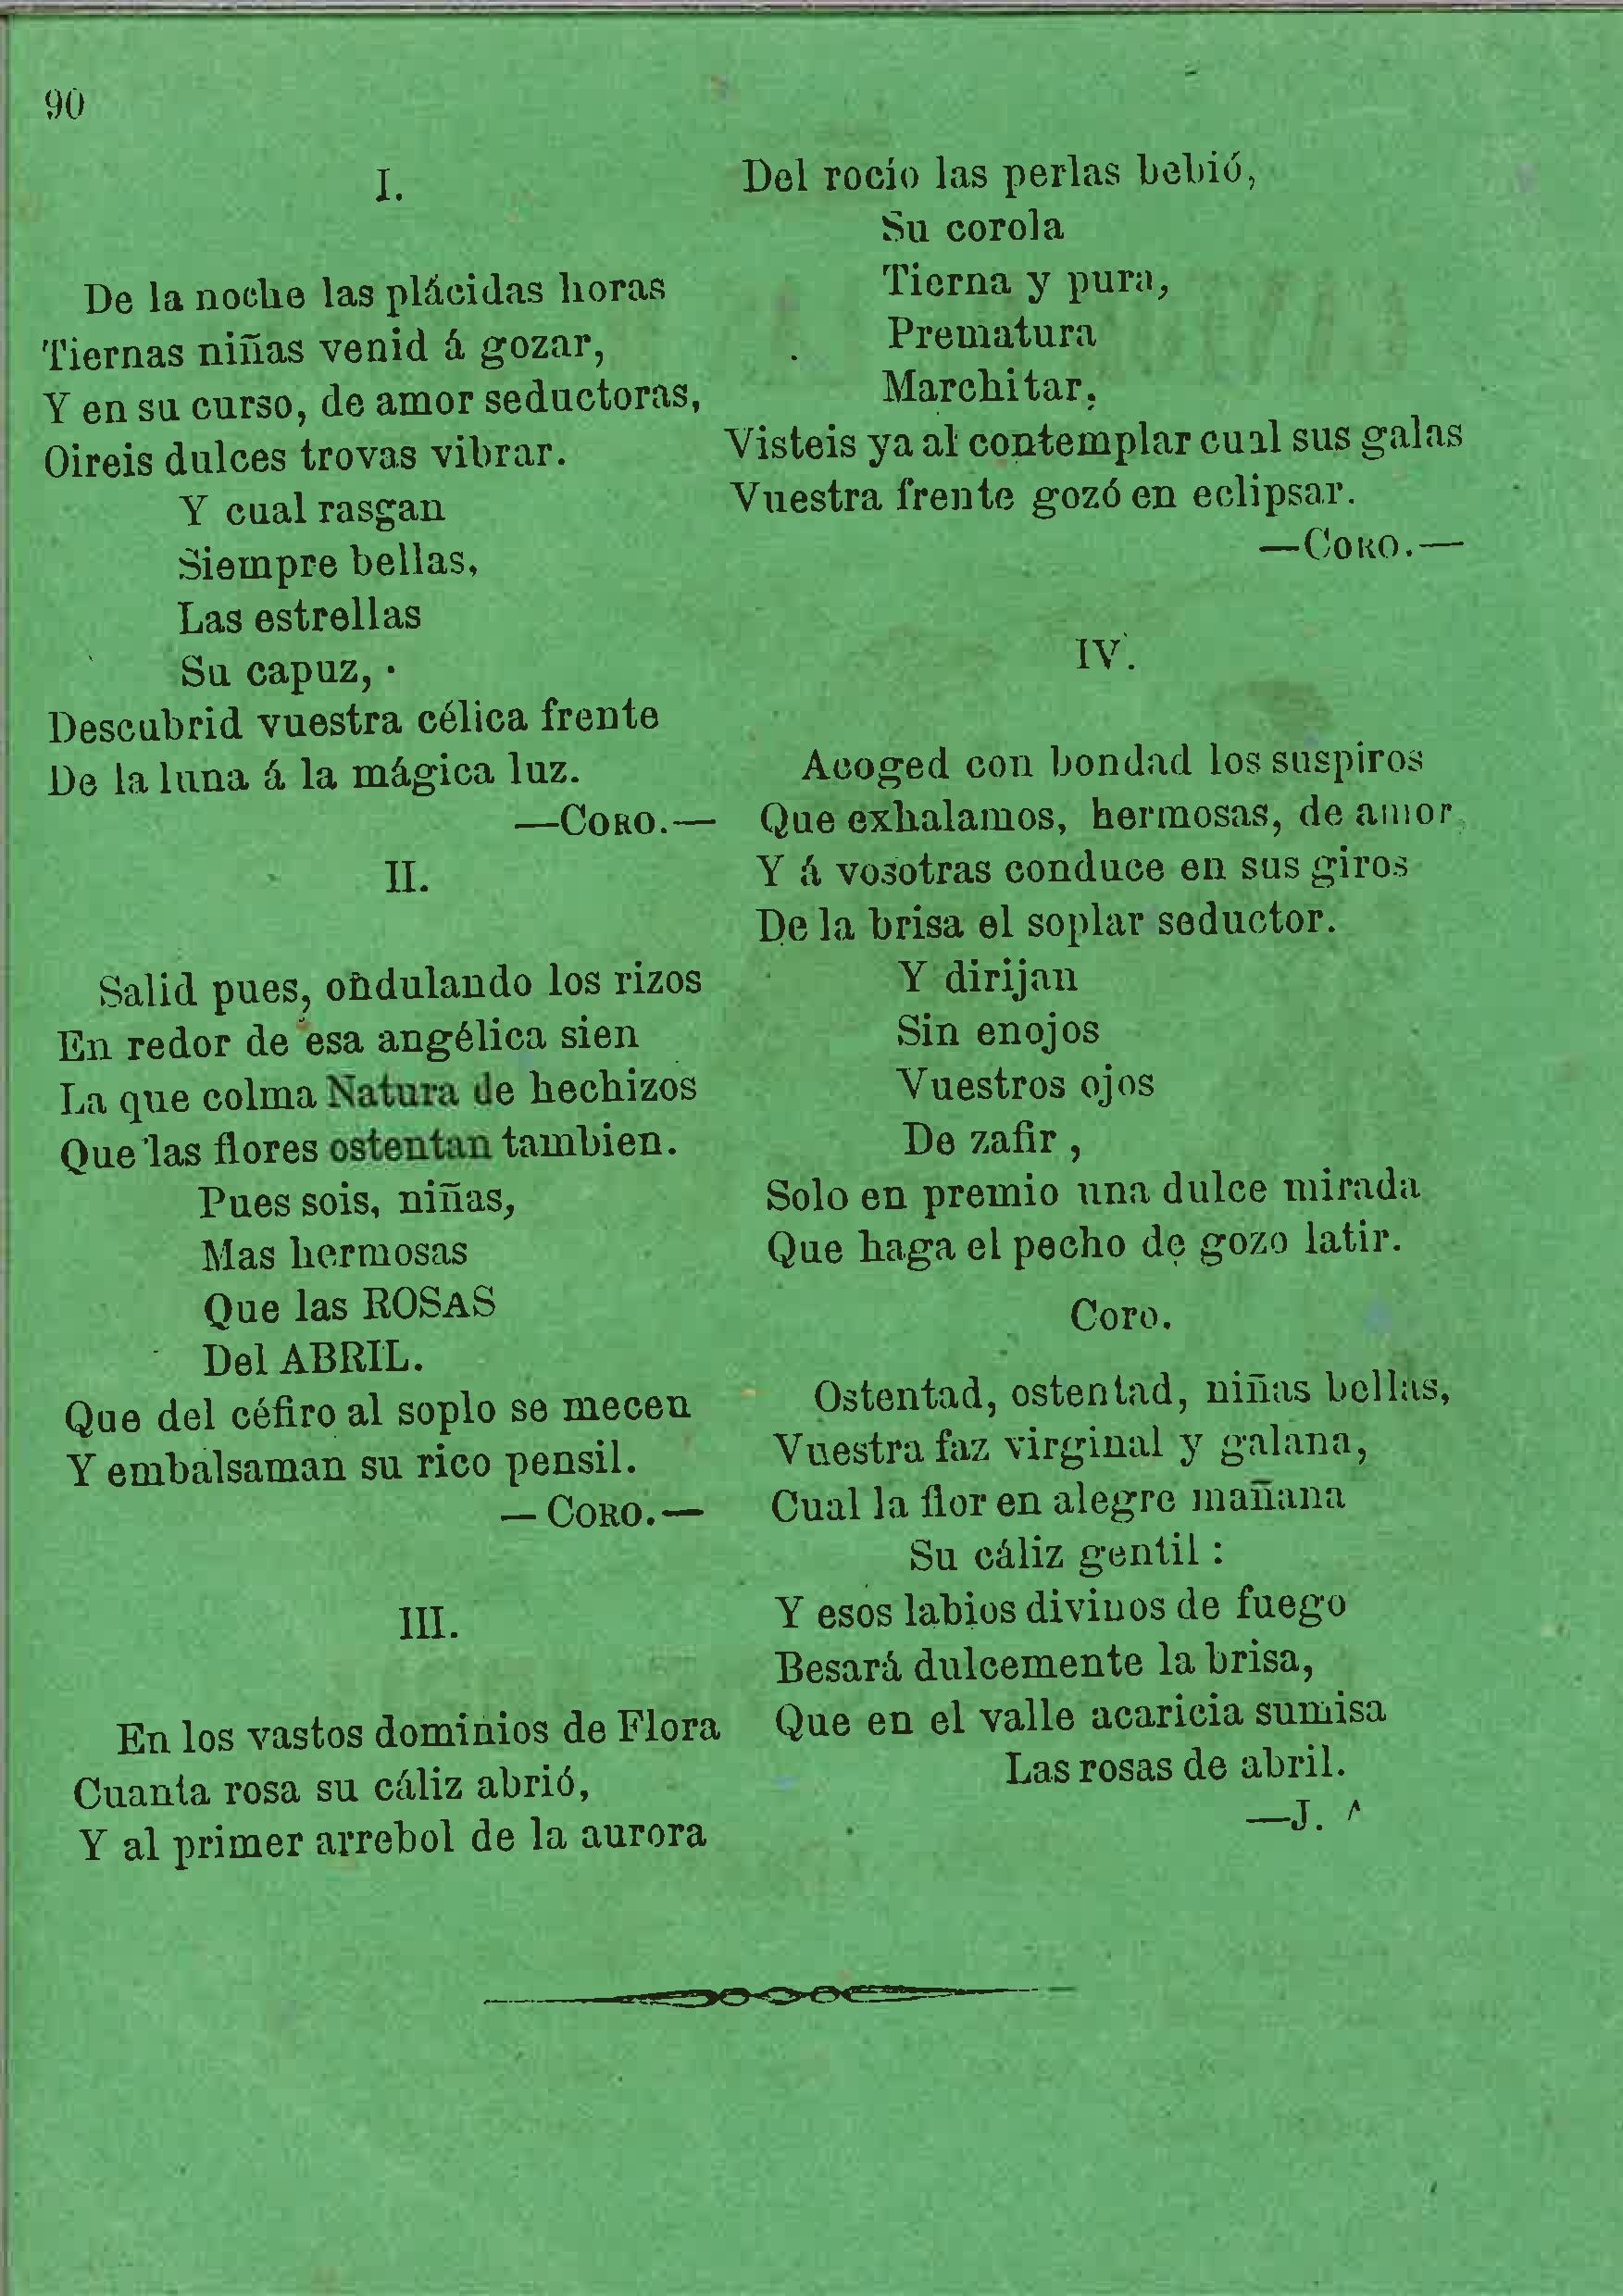 90
I.
De la noche las plácidas horas
Tiernas niñas venid á gozar,
Y en su curso, de amor seductoras,
Oireis dulces trovas vibrar.
Y cual rasgan
Siempre bellas,
Las estrellas
Su capuz,
Descubrid vuestra célica frente
De la luna á la mágica luz.
—CORO.—
II.
Salid pues, ondulando los rizos
En redor de esa angélica sien
La que colma Natura de hechizos
Que las flores ostentan tambien.
Pues sois, niñas,
Mas hermosas
Que las ROSAS
Del ABRIL.
Que del céfiro al soplo se mecen
Y embalsaman su rico pensil.
—CORO.—
III.
En los vastos dominios de Flora
Cuanta rosa su cáliz abrió,
Y al primer arrebol de la aurora
Del rocío las perlas bebió,
Su corola
Tierna y pura,
Prematura
Marchitar,
Visteis ya al contemplar cual sus galas
Vuestra frente gozó en eclipsar.
—CORO.—
IV.
Acoged con bondad los suspiros
Que exhalamos, hermosas, de amor,
Y á vosotras conduce en sus giros
De la brisa el soplar seductor.
Y dirijan
Sin enojos
Vuestros ojos
De zafir,
Solo en premio una dulce mirada
Que haga el pecho de gozo latir.
Coro.
Ostentad, ostentad, niñas bellas,
Vuestra faz virginal y galana,
Cual la flor en alegre mañana
Su cáliz gentil:
Y esos labios divinos de fuego
Besará dulcemente la brisa,
Que en el valle acaricia sumisa
Las rosas de abril.
—J.